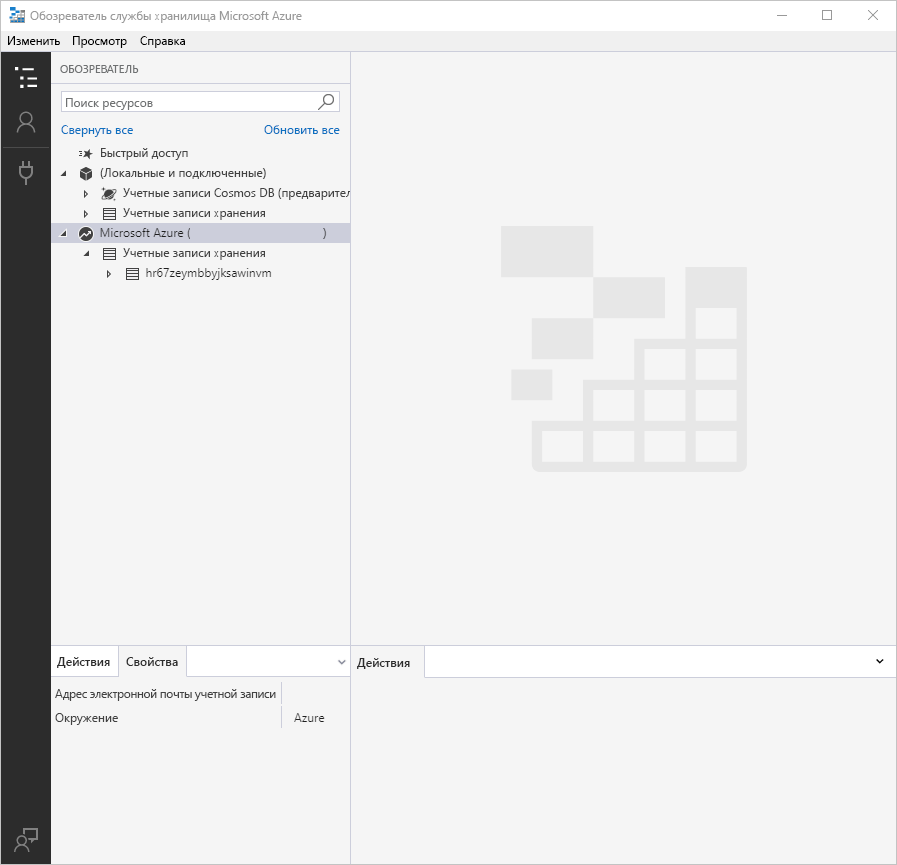 Обозреватель службы хранилища Microsoft Azure
Изменить Просмотр Справка
ОБОЗРЕВАТЕЛЬ
Поиск ресурсов
Свернуть все Обновить все
Быстрый доступ
(Локальные и подключенные)
Учетные записи Cosmos DB (предварител
Учетные записи хранения
Microsoft Azure ( )
Учетные записи хранения
hr67zeymbbyjksawinvm
Действия Свойства
Действия
Адрес электронной почты учетной записи
Окружение Azure